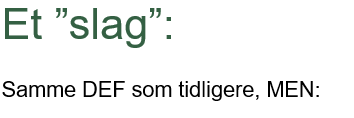 Et ”slag”:
Samme DEF som tidligere, MEN: